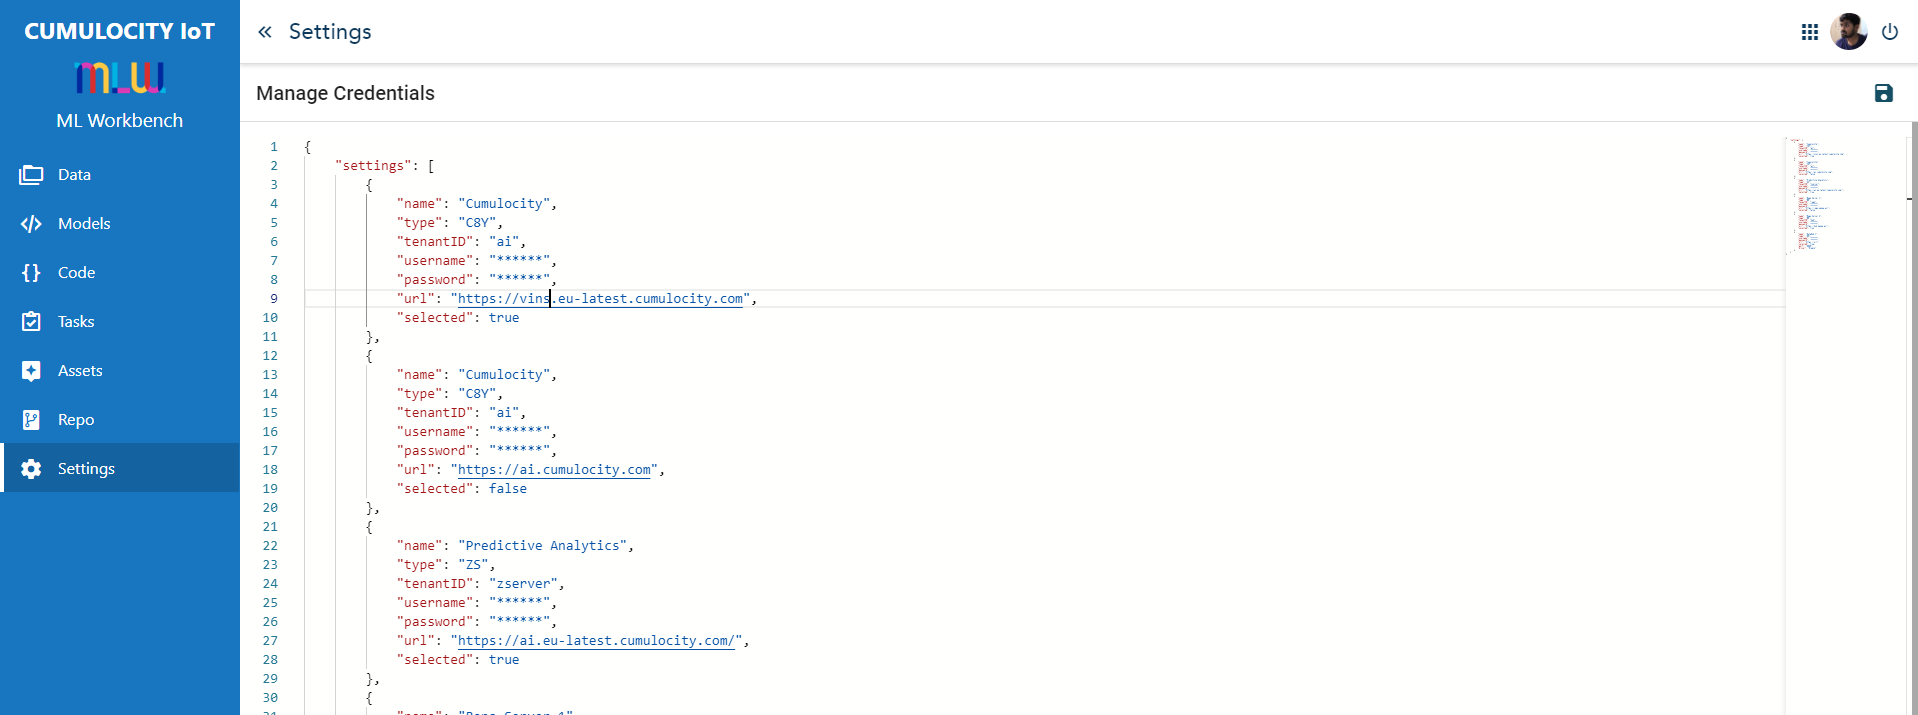 CUMULOCITY IoT
MLW
ML Workbench
Data
Models
Code
Tasks
Assets
Repo
Settings
« Settings
Manage Credentials
1 {
2 "settings": [
3 {
4 "name": "Cumulocity",
5 "type": "C8Y",
6 "tenantID": "ai",
7 "username": "******",
8 "password": "******",
9 "url": "https://vins.eu-latest.cumulocity.com",
10 "selected": true
11 },
12 {
13 "name": "Cumulocity",
14 "type": "C8Y",
15 "tenantID": "ai",
16 "username": "******",
17 "password": "******",
18 "url": "https://ai.cumulocity.com",
19 "selected": false
20 },
21 {
22 "name": "Predictive Analytics",
23 "type": "ZS",
24 "tenantID": "zserver",
25 "username": "******",
26 "password": "******",
27 "url": "https://ai.eu-latest.cumulocity.com/",
28 "selected": true
29 },
30 {